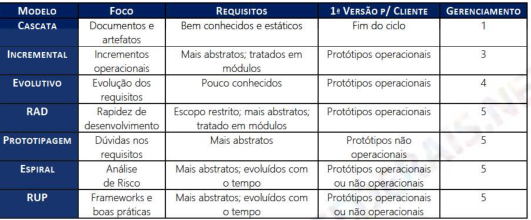 MODELO FOCO REQUISITOS 1ª VERSÃO P/ CLIENTE GERENCIAMENTO
CASCATA Documentos e artefatos Bem conhecidos e estáticos Fim do ciclo 1
INCREMENTAL Incrementos operacionais Mais abstratos; tratados em módulos Protótipos operacionais 3
EVOLUTIVO Evolução dos requisitos Pouco conhecidos Protótipos operacionais 4
RAD Rapidez de desenvolvimento Escopo restrito; mais abstratos; tratado em módulos Protótipos operacionais 5
PROTOTIPAGEM Dúvidas nos requisitos Mais abstratos Protótipos não operacionais 5
ESPIRAL Análise de Risco Mais abstratos; evoluídos com o tempo Protótipos operacionais ou não operacionais 5
RUP Frameworks e boas práticas Mais abstratos; evoluídos com o tempo Protótipos operacionais ou não operacionais 5